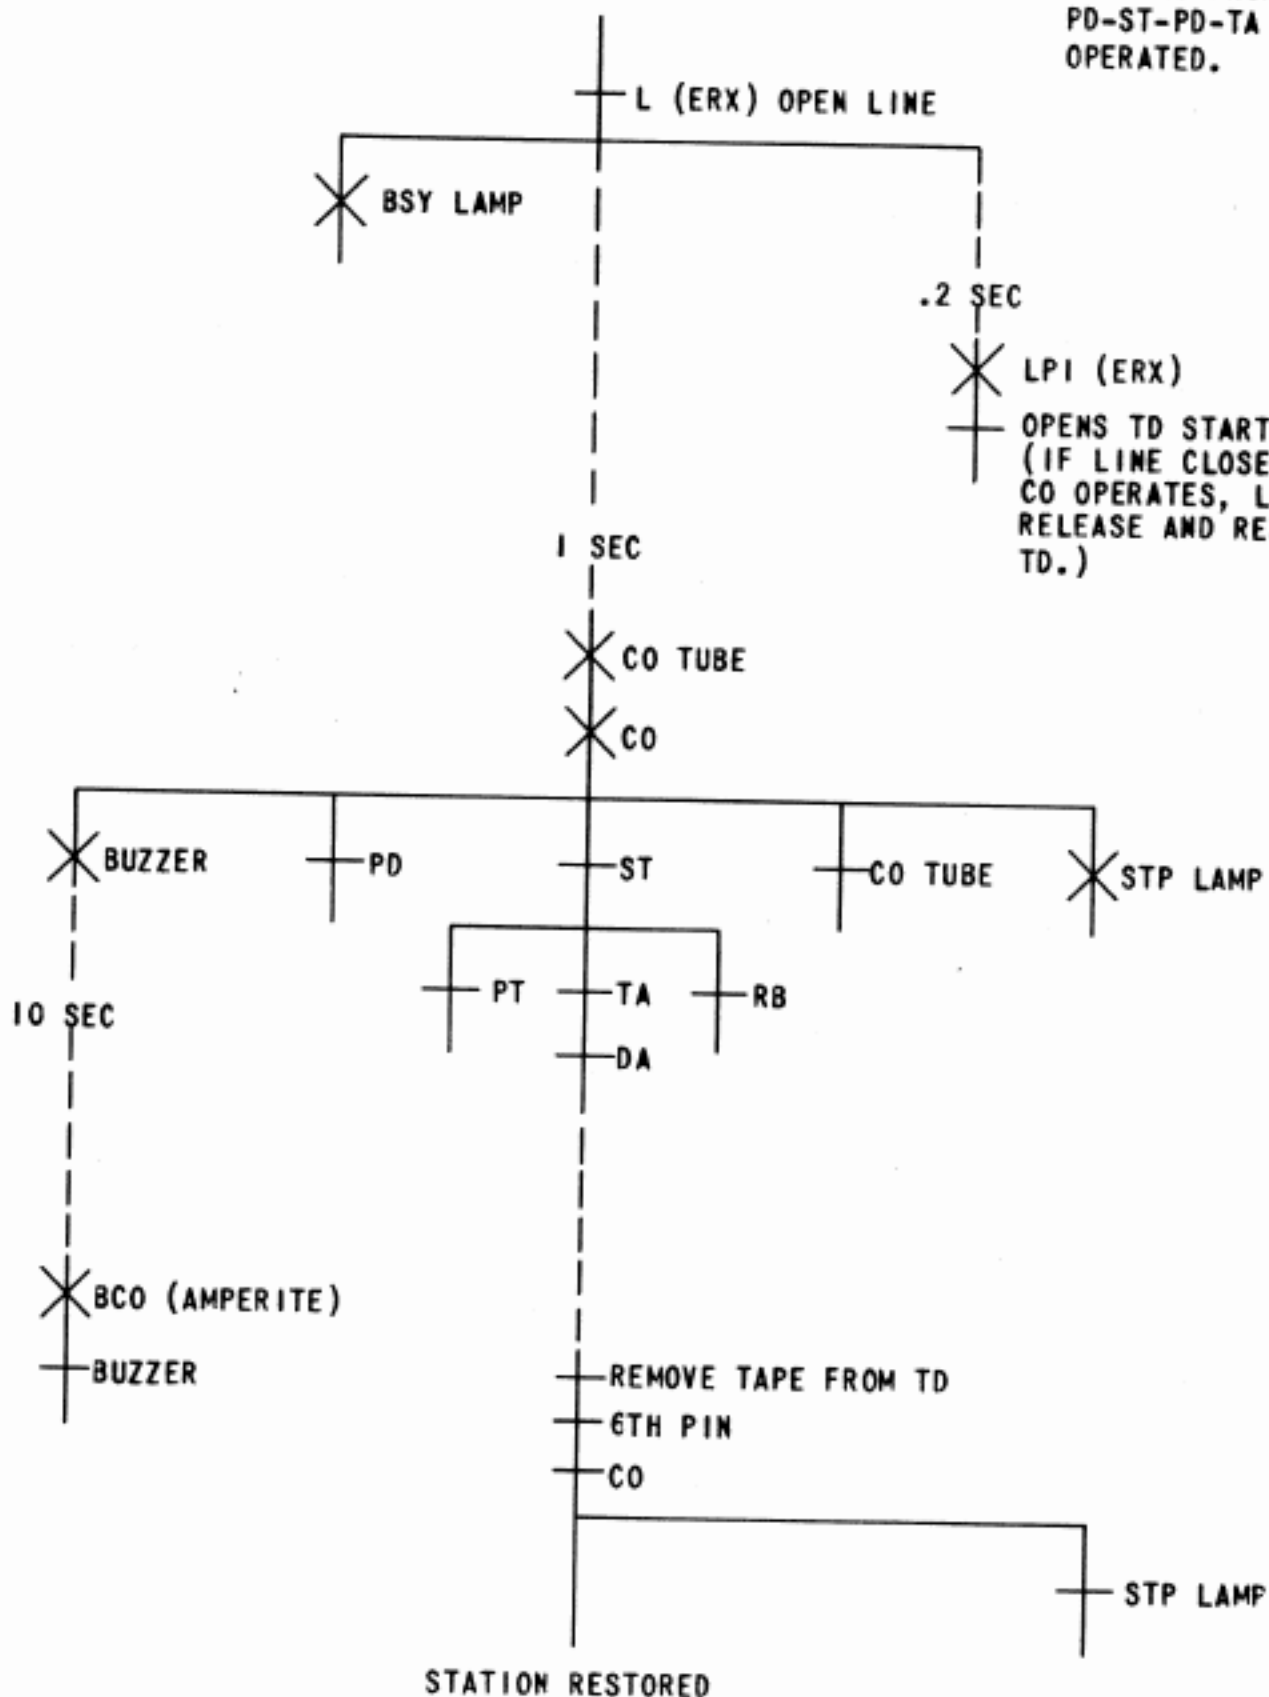 PD-ST-PD-TA
OPERATED.
L (ERX) OPEN LINE
BSY LAMP
.2 SEC
LP1 (ERX)
OPENS TD START
(IF LINE CLOSE
CO OPERATES, L
RELEASE AND RE
TD.)
1 SEC
CO TUBE
CO
BUZZER
PD
ST
CO TUBE
STP LAMP
PT
TA
RB
10 SEC
DA
BCO (AMPERITE)
BUZZER
REMOVE TAPE FROM TD
6TH PIN
CO
STP LAMP
STATION RESTORED